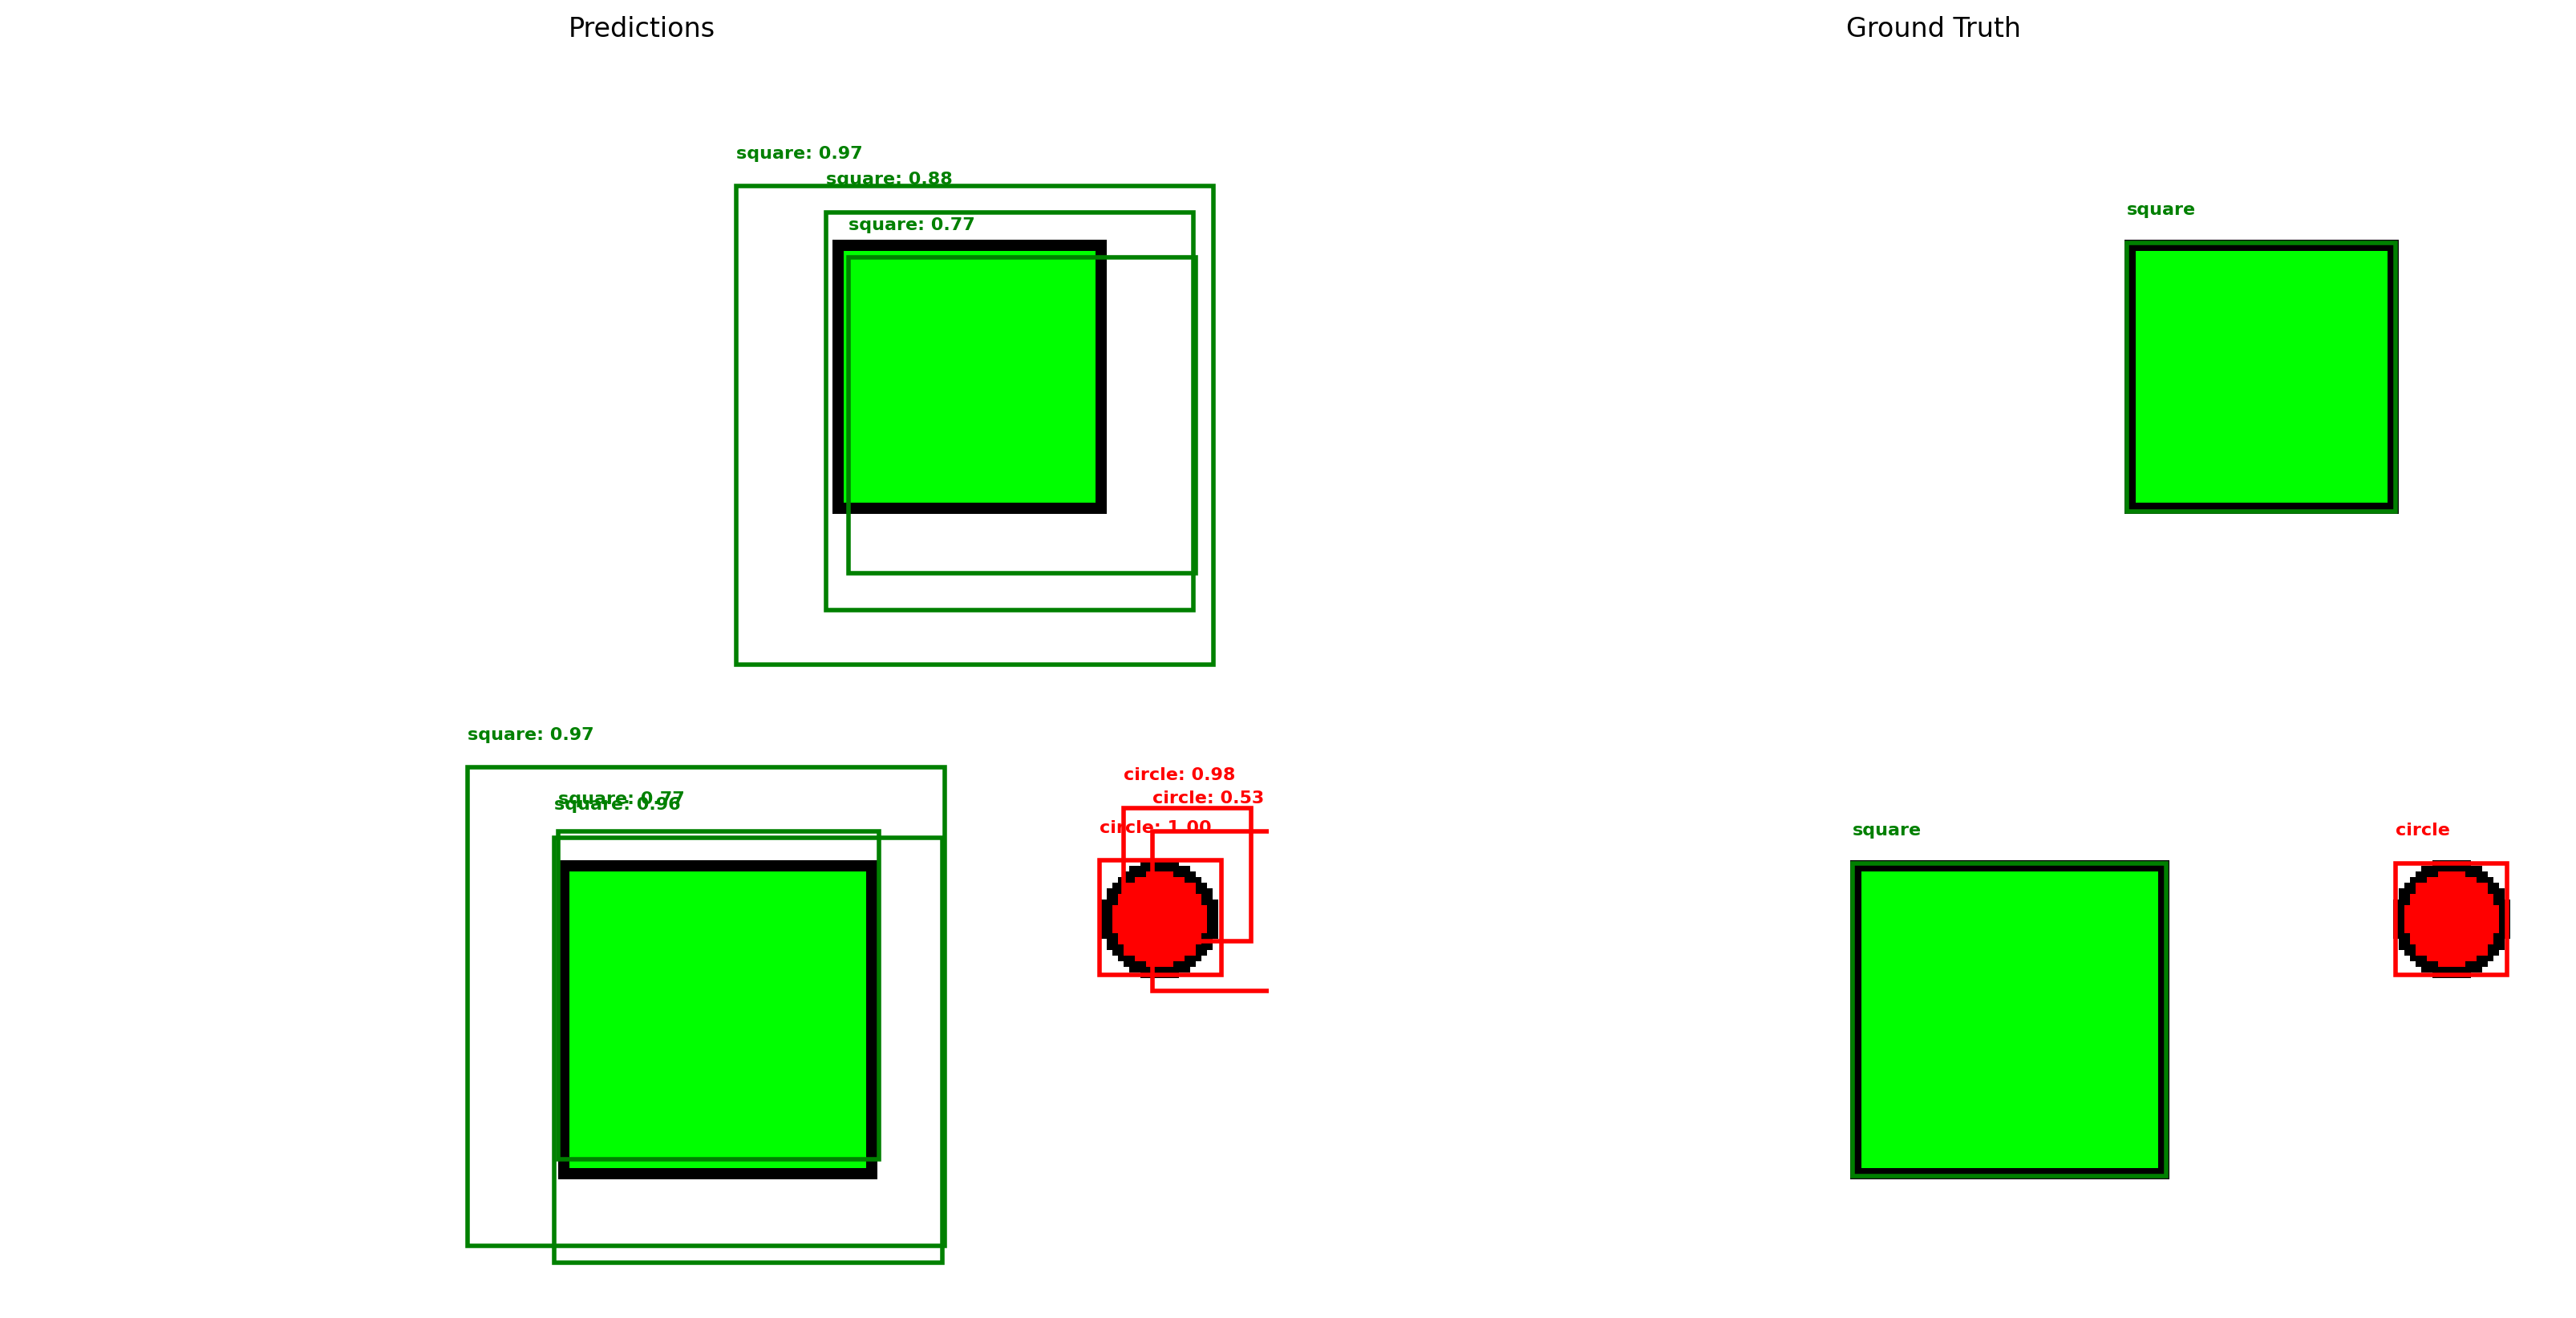 Predictions
Ground Truth
square: 0.97
square: 0.88
square: 0.77
square
square: 0.97
square: 0.77
square: 0.96
circle: 0.98
circle: 0.53
circle: 1.00
square
circle